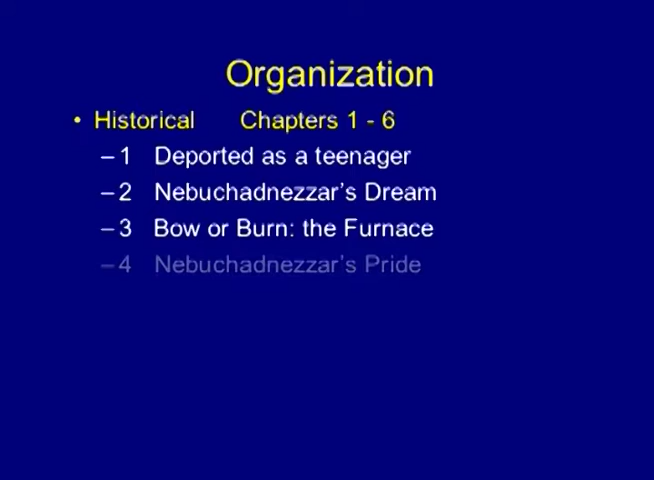 Organization
• Historical Chapters 1 - 6
– 1 Deported as a teenager
– 2 Nebuchadnezzar's Dream
– 3 Bow or Burn: the Furnace
– 4 Nebuchadnezzar's Pride